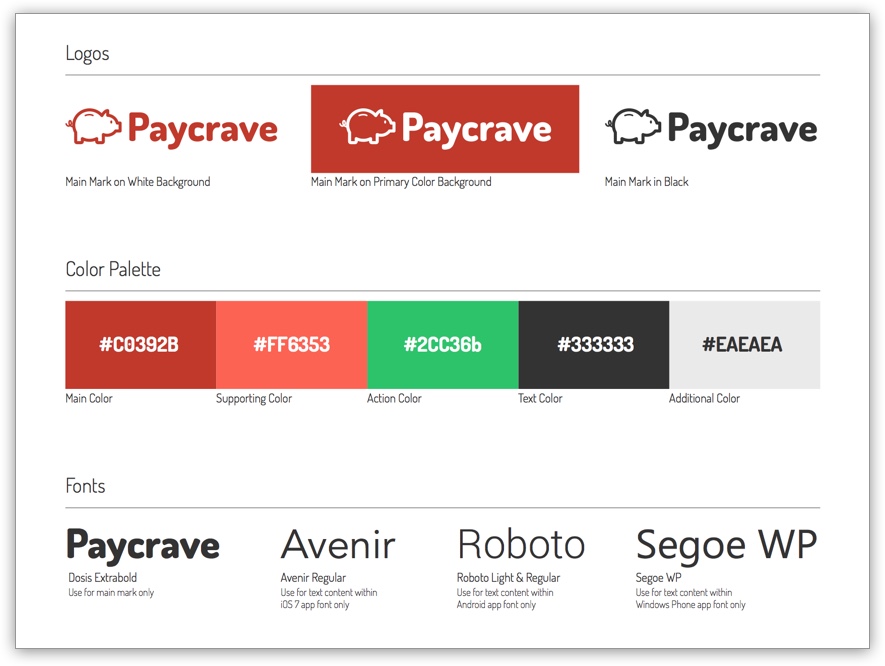 Logos
Paycrave
Paycrave
Paycrave
Main Mark on White Background
Main Mark on Primary Color Background
Main Mark in Black
Color Palette
#C0392B
#FF6353
#2CC36b
#333333
#EAEAEA
Main Color
Supporting Color
Action Color
Text Color
Additional Color
Fonts
Paycrave
Avenir
Roboto
Segoe WP
Dosis Extrabold
Use for main mark only
Avenir Regular
Use for text content within
iOS 7 app font only
Roboto Light & Regular
Use for text content within
Android app font only
Segoe WP
Use for text content within
Windows Phone app font only